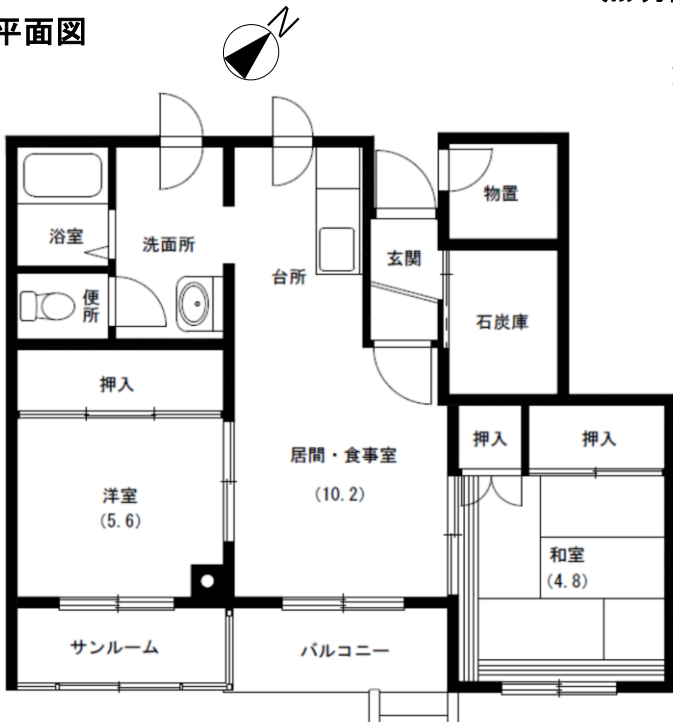 平面図
N
物置
浴室
洗面所
玄関
台所
便
所
石炭庫
押入
居間・食事室
(10.2)
押入
押入
洋室
(5.6)
和室
(4.8)
サンルーム
バルコニー